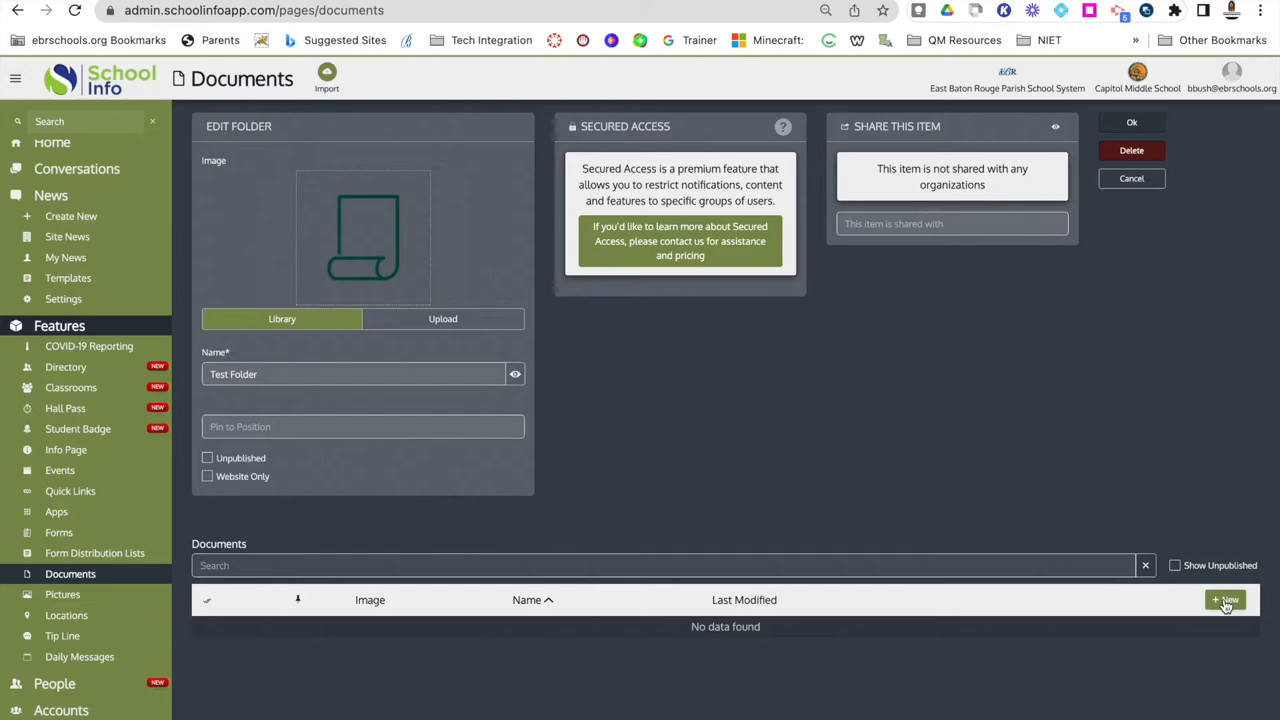 admin.schoolinfoapp.com/pages/documents
5
ebrschools.org Bookmarks
Parents
Suggested Sites
Tech Integration
Trainer
Minecraft:
QM Resources
NIET
»
Other Bookmarks
School
Info
Documents
Import
East Baton Rouge Parish School System
Capitol Middle School
bbush@ebrschools.org
Search
×
Home
Conversations
News
Create New
Site News
My News
Templates
Settings
Features
COVID-19 Reporting
Directory NEW
Classrooms NEW
Hall Pass NEW
Student Badge NEW
Info Page
Events
Quick Links
Apps
Forms
Form Distribution Lists
Documents
Pictures
Locations
Tip Line
Daily Messages
People NEW
Accounts
EDIT FOLDER
Image
Library
Upload
Name*
Test Folder
Pin to Position
Unpublished
Website Only
SECURED ACCESS
?
Secured Access is a premium feature that
allows you to restrict notifications, content
and features to specific groups of users.
If you'd like to learn more about Secured
Access, please contact us for assistance
and pricing
SHARE THIS ITEM
This item is not shared with any
organizations
This item is shared with
Ok
Delete
Cancel
Documents
Search
×
Show Unpublished
Image
Name
Last Modified
+ New
No data found